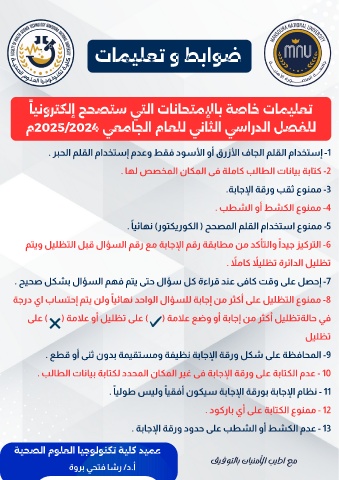 MANSOURA NATIONAL UNIVERSITY
MNU
ضوابط و تعليمات
تعليمات خاصة بالإمتحانات التي ستصحح إلكترونياً
للفصل الدراسي الثاني للعام الجامعي 2025/2024م
1- إستخدام القلم الجاف الأزرق أو الأسود فقط وعدم إستخدام القلم الحبر .
2- كتابة بيانات الطالب كاملة فى المكان المخصص لها .
3- ممنوع ثقب ورقة الإجابة.
4- ممنوع الكشط أو الشطب .
5- ممنوع استخدام القلم المصحح ( الكوريكتور) نهائياً .
6- التركيز جيداً والتأكد من مطابقة رقم الإجابة مع رقم السؤال قبل التظليل ويتم
تظليل الدائرة تظليلاً كاملاً .
7- إحصل على وقت كافى عند قراءة كل سؤال حتى يتم فهم السؤال بشكل صحيح .
8- ممنوع التظليل على أكثر من إجابة للسؤال الواحد نهائياً ولن يتم إحتساب اي درجة
في حالةتظليل أكثر من إجابة أو وضع علامة (✓) على تظليل أو علامة (✗) على
تظليل
9- المحافظة على شكل ورقة الإجابة نظيفة ومستقيمة بدون ثنى أو قطع .
10 - عدم الكتابة على ورقة الإجابة فى غير المكان المحدد لكتابة بيانات الطالب .
11 - نظام الإجابة بورقة الإجابة سيكون أفقياً وليس طولياً .
12 - ممنوع الكتابة على أي باركود .
13 - عدم الكشط أو الشطب على حدود ورقة الإجابة .
مع اطيب الأمنيات بالتوفيق
عميد كلية تكنولوجيا العلوم الصحية
أ.د/ رشا فتحي بروة